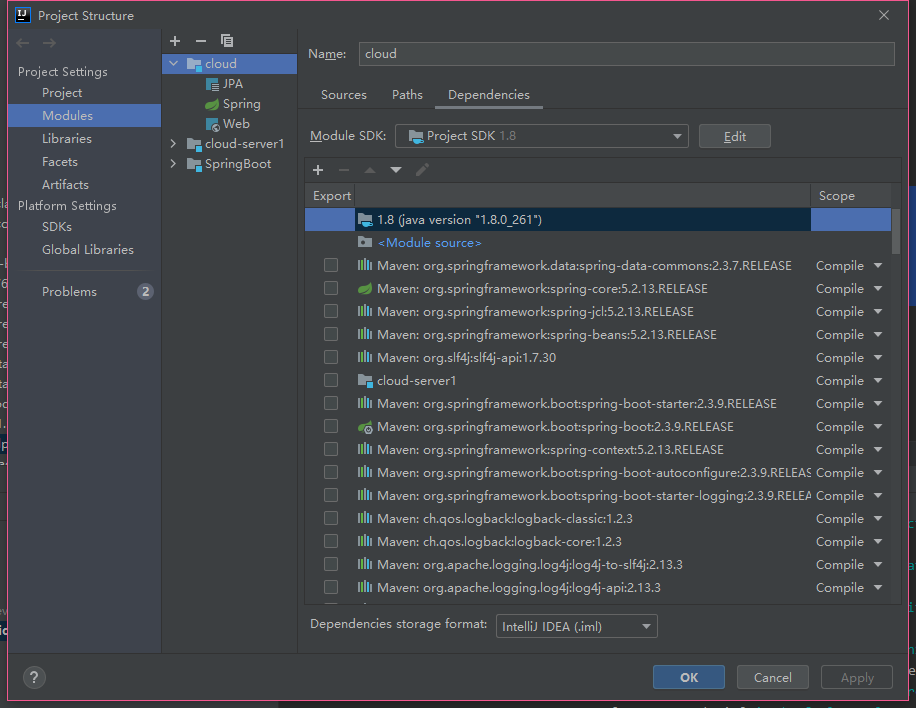 Project Structure
Project Settings
Project
Modules
Libraries
Facets
Artifacts
Platform Settings
SDKs
Global Libraries
Problems 2
cloud
JPA
Spring
Web
cloud-server1
SpringBoot
Name: cloud
Sources Paths Dependencies
Module SDK: Project SDK 1.8 Edit
Export Scope
1.8 (java version "1.8.0_261")
<Module source>
Maven: org.springframework.data:spring-data-commons:2.3.7.RELEASE Compile
Maven: org.springframework:spring-core:5.2.13.RELEASE Compile
Maven: org.springframework:spring-jcl:5.2.13.RELEASE Compile
Maven: org.springframework:spring-beans:5.2.13.RELEASE Compile
Maven: org.slf4j:slf4j-api:1.7.30 Compile
cloud-server1 Compile
Maven: org.springframework.boot:spring-boot-starter:2.3.9.RELEASE Compile
Maven: org.springframework.boot:spring-boot:2.3.9.RELEASE Compile
Maven: org.springframework:spring-context:5.2.13.RELEASE Compile
Maven: org.springframework.boot:spring-boot-autoconfigure:2.3.9.RELEAS Compile
Maven: org.springframework.boot:spring-boot-starter-logging:2.3.9.RELEA Compile
Maven: ch.qos.logback:logback-classic:1.2.3 Compile
Maven: ch.qos.logback:logback-core:1.2.3 Compile
Maven: org.apache.logging.log4j:log4j-to-slf4j:2.13.3 Compile
Maven: org.apache.logging.log4j:log4j-api:2.13.3 Compile
Dependencies storage format: IntelliJ IDEA (.iml)
? OK Cancel Apply